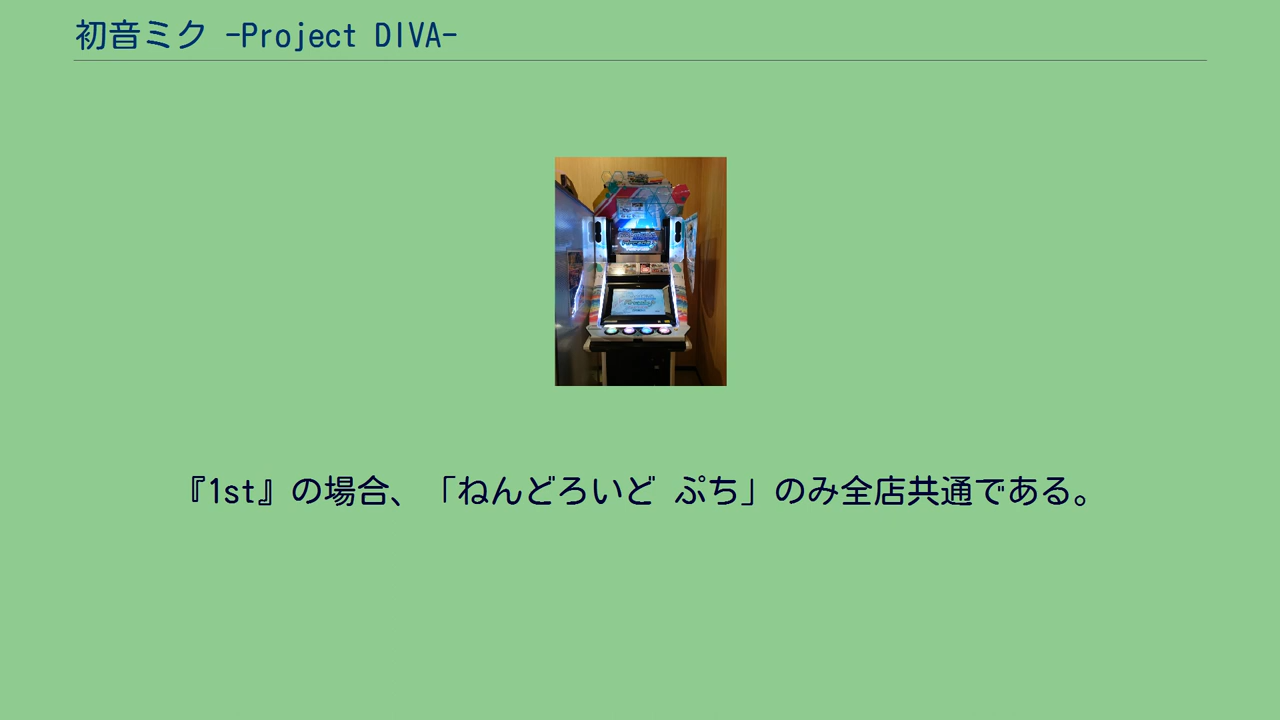 初音ミク -Project DIVA-
『1st』の場合、「ねんどろいど ぷち」のみ全店共通である。